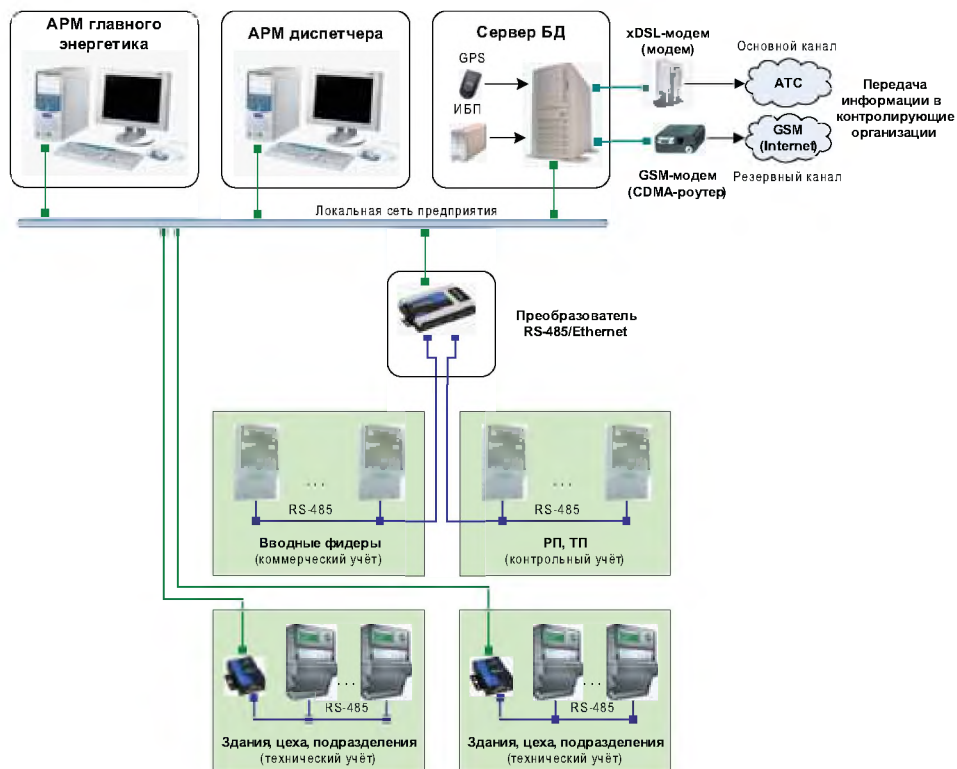 АРМ главного
энергетика
АРМ диспетчера
Сервер БД
GPS
ИБП
xDSL-модем
(модем)
Основной канал
АТС
GSM
(Internet)
Передача
информации в
контролирующие
организации
GSM-модем
(CDMA-роутер)
Резервный канал
Локальная сеть предприятия
Преобразователь
RS-485/Ethernet
...
RS-485
Вводные фидеры
(коммерческий учёт)
...
RS-485
РП, ТП
(контрольный учёт)
...
RS-485
Здания, цеха, подразделения
(технический учёт)
...
RS-485
Здания, цеха, подразделения
(технический учёт)